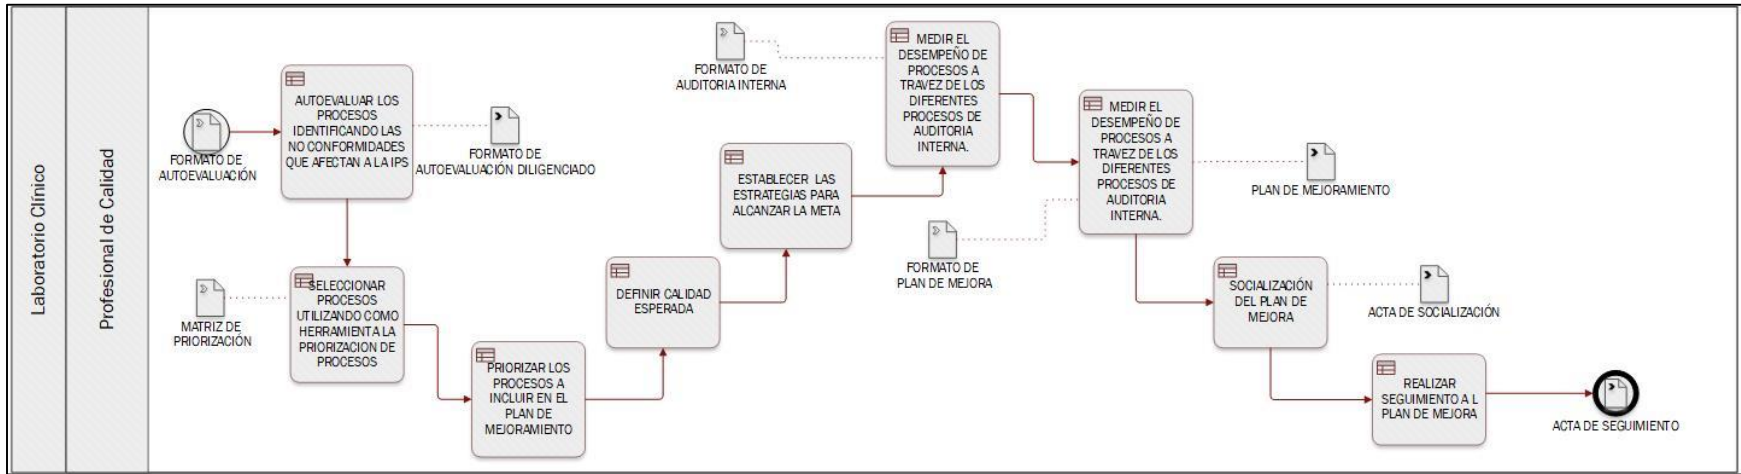 Laboratorio Clínico
Profesional de Calidad
FORMATO DE
AUTOEVALUACIÓN
AUTOEVALUAR LOS
PROCESOS
IDENTIFICANDO LAS
NO CONFORMIDADES
QUE AFECTAN A LA IPS
FORMATO DE
AUTOEVALUACIÓN DILIGENCIADO
MATRIZ DE
PRIORIZACIÓN
SELECCIONAR
PROCESOS
UTILIZANDO COMO
HERRAMIENTA LA
PRIORIZACION DE
PROCESOS
PRIORIZAR LOS
PROCESOS A
INCLUIR EN EL
PLAN DE
MEJORAMIENTO
DEFINIR CALIDAD
ESPERADA
ESTABLECER LAS
ESTRATEGIAS PARA
ALCANZAR LA META
FORMATO DE
AUDITORIA INTERNA
MEDIR EL
DESEMPEÑO DE
PROCESOS A
TRAVEZ DE LOS
DIFERENTES
PROCESOS DE
AUDITORIA
INTERNA.
FORMATO DE
PLAN DE MEJORA
MEDIR EL
DESEMPEÑO DE
PROCESOS A
TRAVEZ DE LOS
DIFERENTES
PROCESOS DE
AUDITORIA
INTERNA.
PLAN DE MEJORAMIENTO
SOCIALIZACIÓN
DEL PLAN DE
MEJORA
ACTA DE SOCIALIZACIÓN
REALIZAR
SEGUIMIENTO A L
PLAN DE MEJORA
ACTA DE SEGUIMIENTO